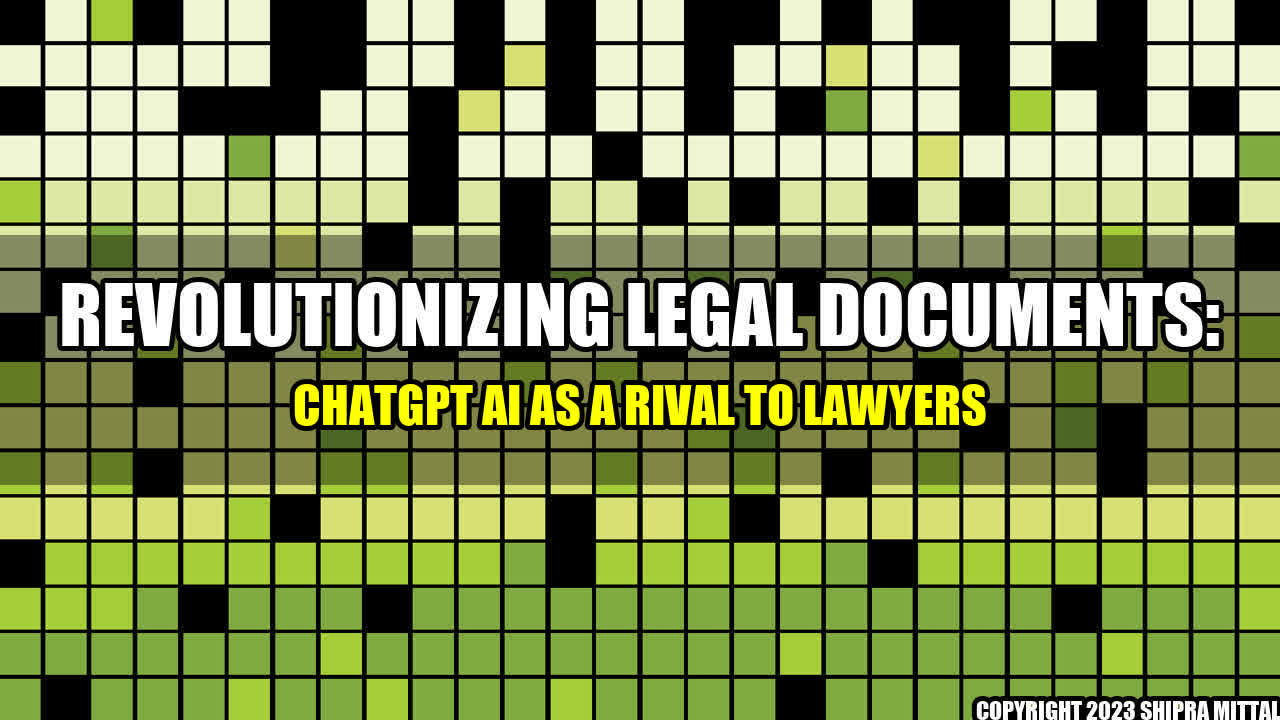 REVOLUTIONIZING LEGAL DOCUMENTS:
CHATGPT AI AS A RIVAL TO LAWYERS
COPYRIGHT 2023 SHIPRA MITTAL